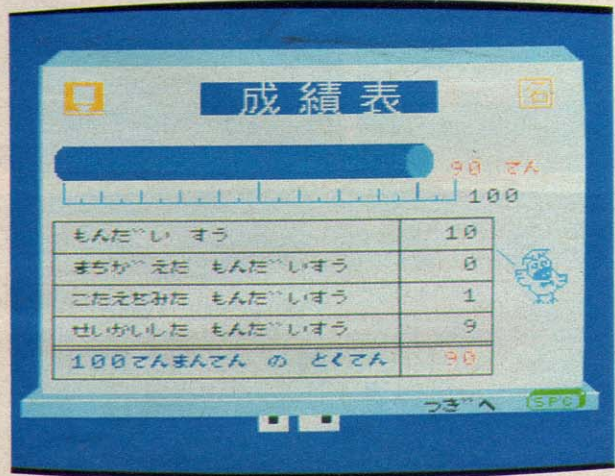 成績表
90 てん
100
もんだ゛い すう 10
まちか゛えた もんだ゛いすう 0
こたえをみた もんだ゛いすう 1
せいかいした もんだ゛いすう 9
100てんまんてん の とくてん 90
つき゛へ SPC